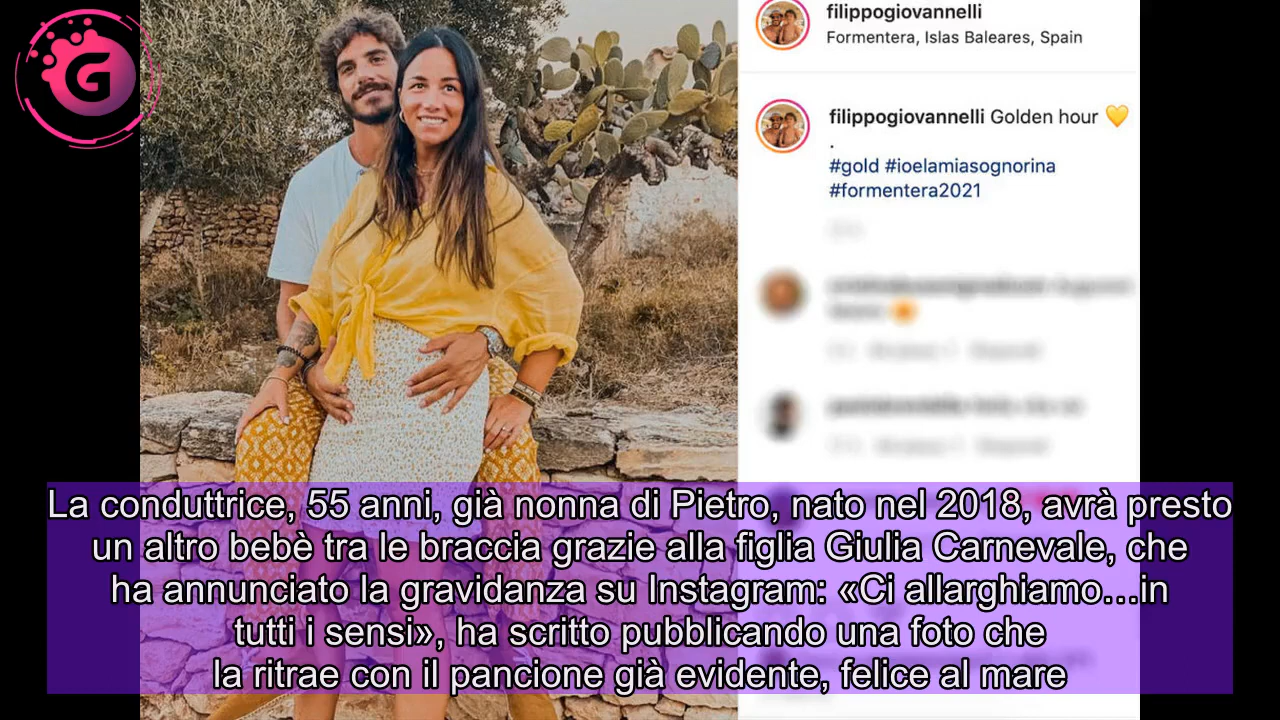 G
filippogiovannelli
Formentera, Islas Baleares, Spain
filippogiovannelli Golden hour 💛
.
#gold #ioelamiasognorina
#formentera2021
La conduttrice, 55 anni, già nonna di Pietro, nato nel 2018, avrà presto
un altro bebè tra le braccia grazie alla figlia Giulia Carnevale, che
ha annunciato la gravidanza su Instagram: «Ci allarghiamo…in
tutti i sensi», ha scritto pubblicando una foto che
la ritrae con il pancione già evidente, felice al mare